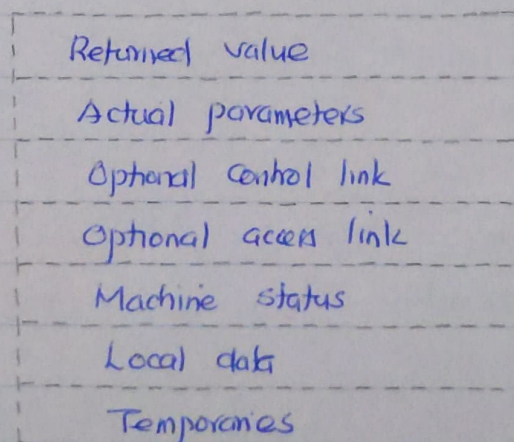 Returned value
Actual parameters
Optional control link
Optional access link
Machine status
Local data
Temporaries